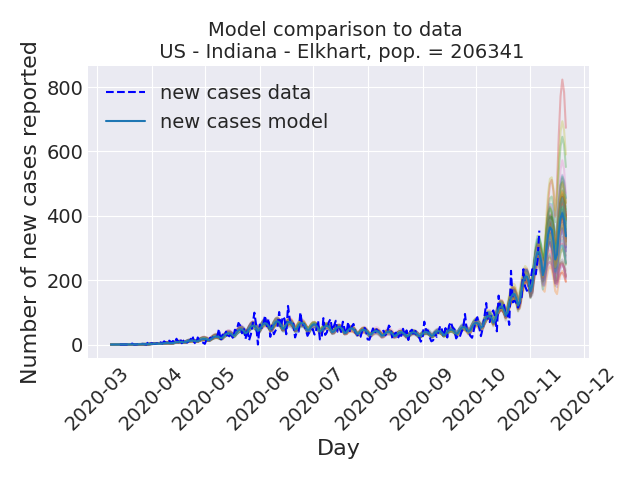 Model comparison to data
US - Indiana - Elkhart, pop. = 206341
Number of new cases reported
800
600
400
200
0
new cases data
new cases model
2020-03
2020-04
2020-05
2020-06
2020-07
2020-08
2020-09
2020-10
2020-11
2020-12
Day